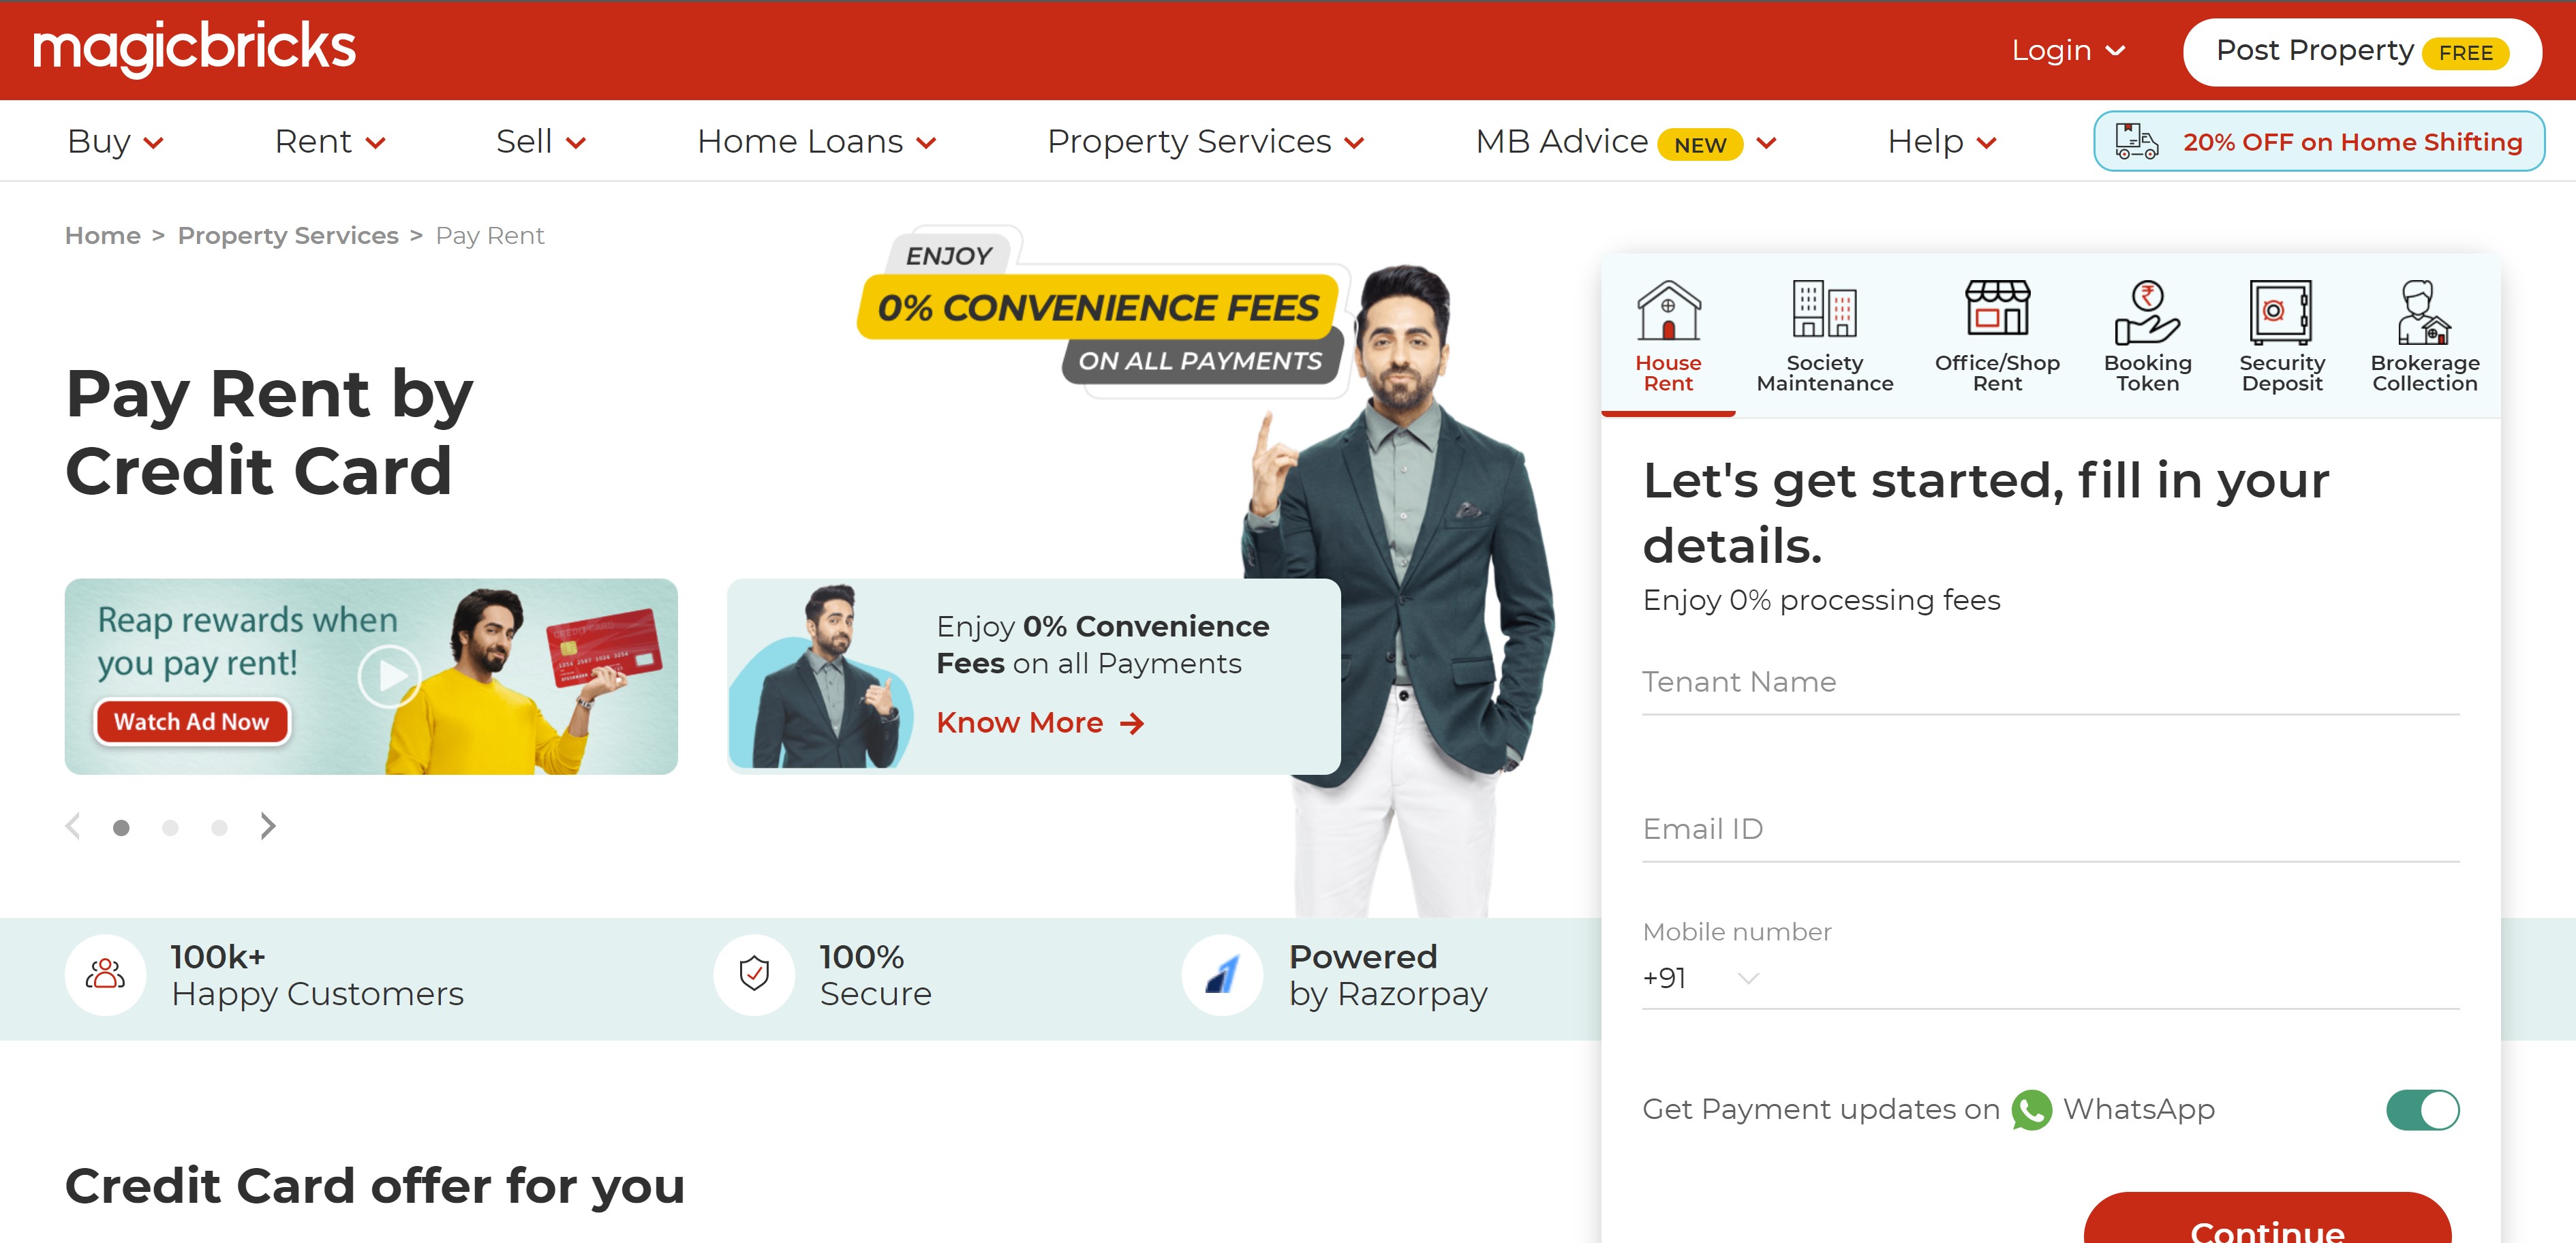 magicbricks
Login
Post Property FREE
Buy
Rent
Sell
Home Loans
Property Services
MB Advice NEW
Help
20% OFF on Home Shifting
Home > Property Services > Pay Rent
ENJOY
0% CONVENIENCE FEES
ON ALL PAYMENTS
Pay Rent by
Credit Card
Reap rewards when
you pay rent!
Watch Ad Now
CREDIT CARD
Enjoy 0% Convenience
Fees on all Payments
Know More →
100k+
Happy Customers
100%
Secure
Powered
by Razorpay
Credit Card offer for you
House
Rent
Society
Maintenance
Office/Shop
Rent
Booking
Token
Security
Deposit
Brokerage
Collection
Let's get started, fill in your
details.
Enjoy 0% processing fees
Tenant Name
Email ID
Mobile number
+91
Get Payment updates on WhatsApp
Continue